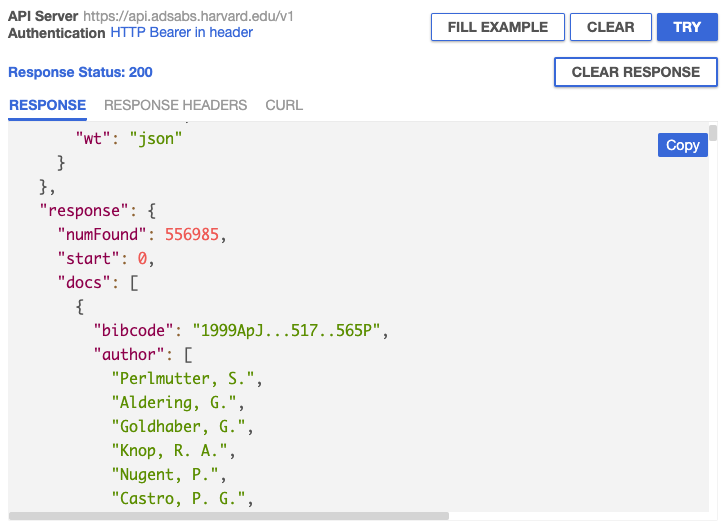 API Server https://api.adsabs.harvard.edu/v1
Authentication HTTP Bearer in header
FILL EXAMPLE
CLEAR
TRY
Response Status: 200
CLEAR RESPONSE
RESPONSE RESPONSE HEADERS CURL
Copy
"wt": "json"
}
},
"response": {
"numFound": 556985,
"start": 0,
"docs": [
{
"bibcode": "1999ApJ...517..565P",
"author": [
"Perlmutter, S.",
"Aldering, G.",
"Goldhaber, G.",
"Knop, R. A.",
"Nugent, P.",
"Castro, P. G.",